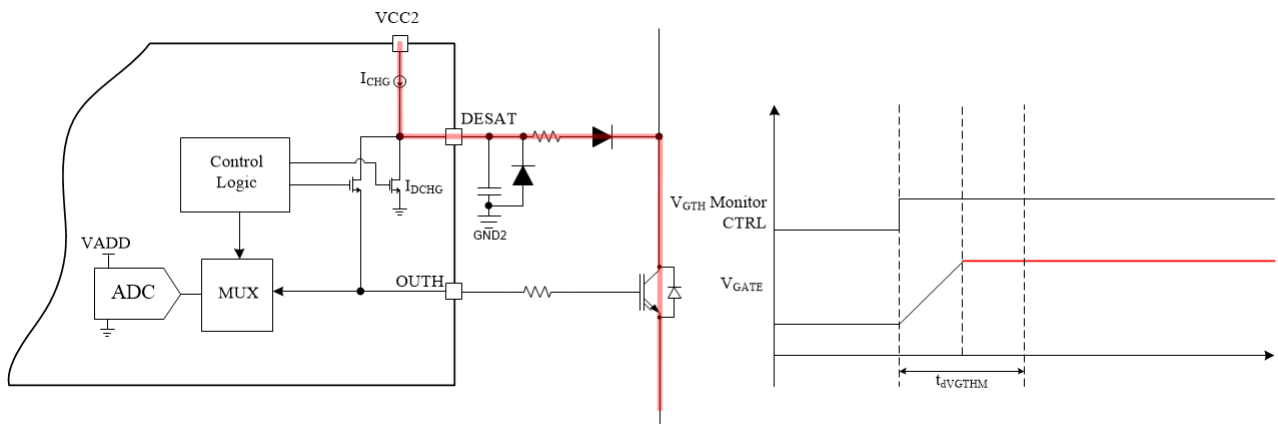 VCC2
I_CHG
DESAT
Control
Logic
I_DCHG
GND2
VADD
ADC
MUX
OUTH
V_GTH Monitor
CTRL
V_GATE
t_dVGTHM